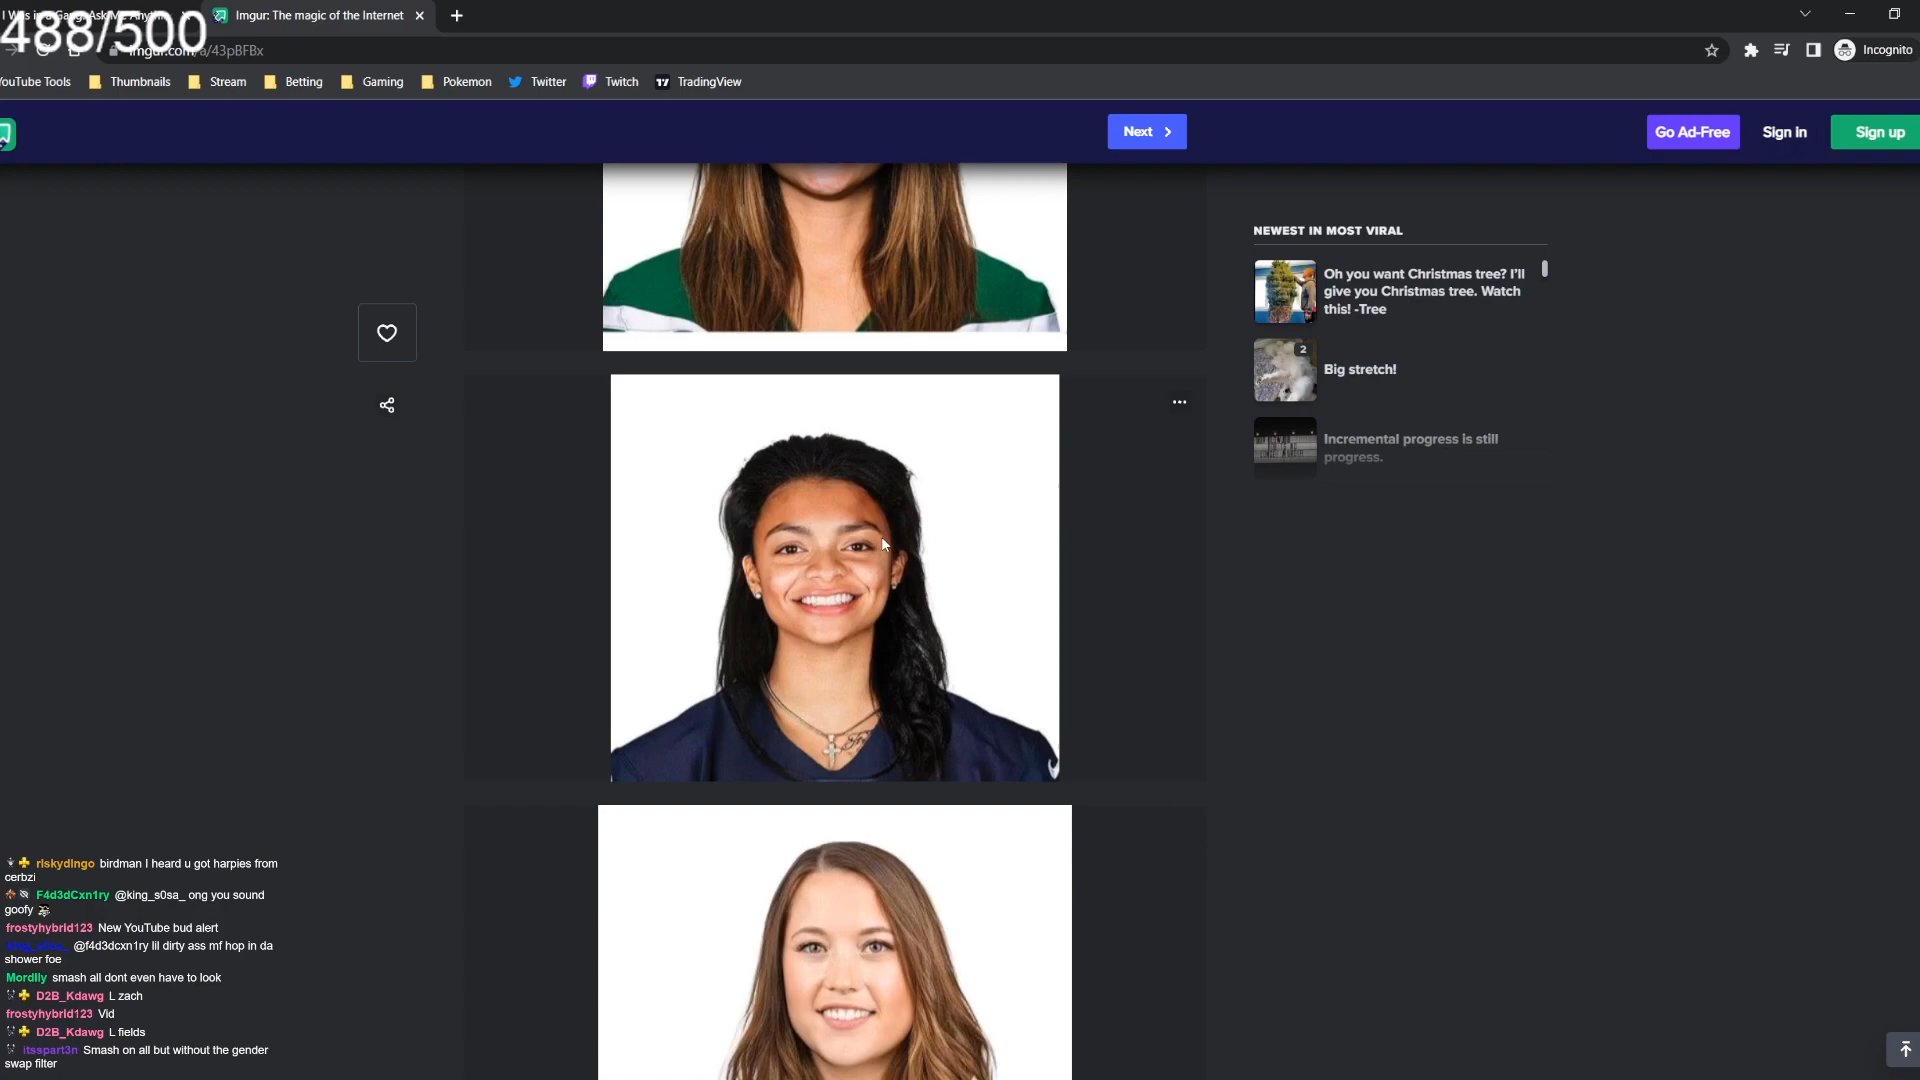 Imgur: The magic of the Internet
488/500
imgur.com/a/43pBFBx
Incognito
YouTube Tools
Thumbnails
Stream
Betting
Gaming
Pokemon
Twitter
Twitch
TradingView
Next
Go Ad-Free
Sign in
Sign up
NEWEST IN MOST VIRAL
Oh you want Christmas tree? I'll
give you Christmas tree. Watch
this! -Tree
2
Big stretch!
Incremental progress is still
progress.
riskydingo birdman I heard u got harpies from
cerbzi
F4d3dCxn1ry @king_s0sa_ ong you sound
goofy
frostyhybrid123 New YouTube bud alert
king_s0sa_ @f4d3dcxn1ry lil dirty ass mf hop in da
shower foe
Mordlly smash all dont even have to look
D2B_Kdawg L zach
frostyhybrid123 Vid
D2B_Kdawg L fields
itsspart3n Smash on all but without the gender
swap filter